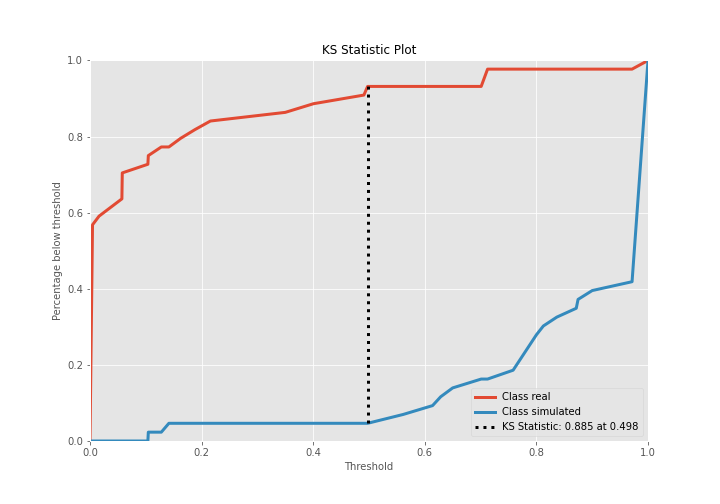 KS Statistic Plot
Percentage below threshold
1.0
0.8
0.6
0.4
0.2
0.0
0.0 0.2 0.4 0.6 0.8 1.0
Threshold
Class real
Class simulated
KS Statistic: 0.885 at 0.498